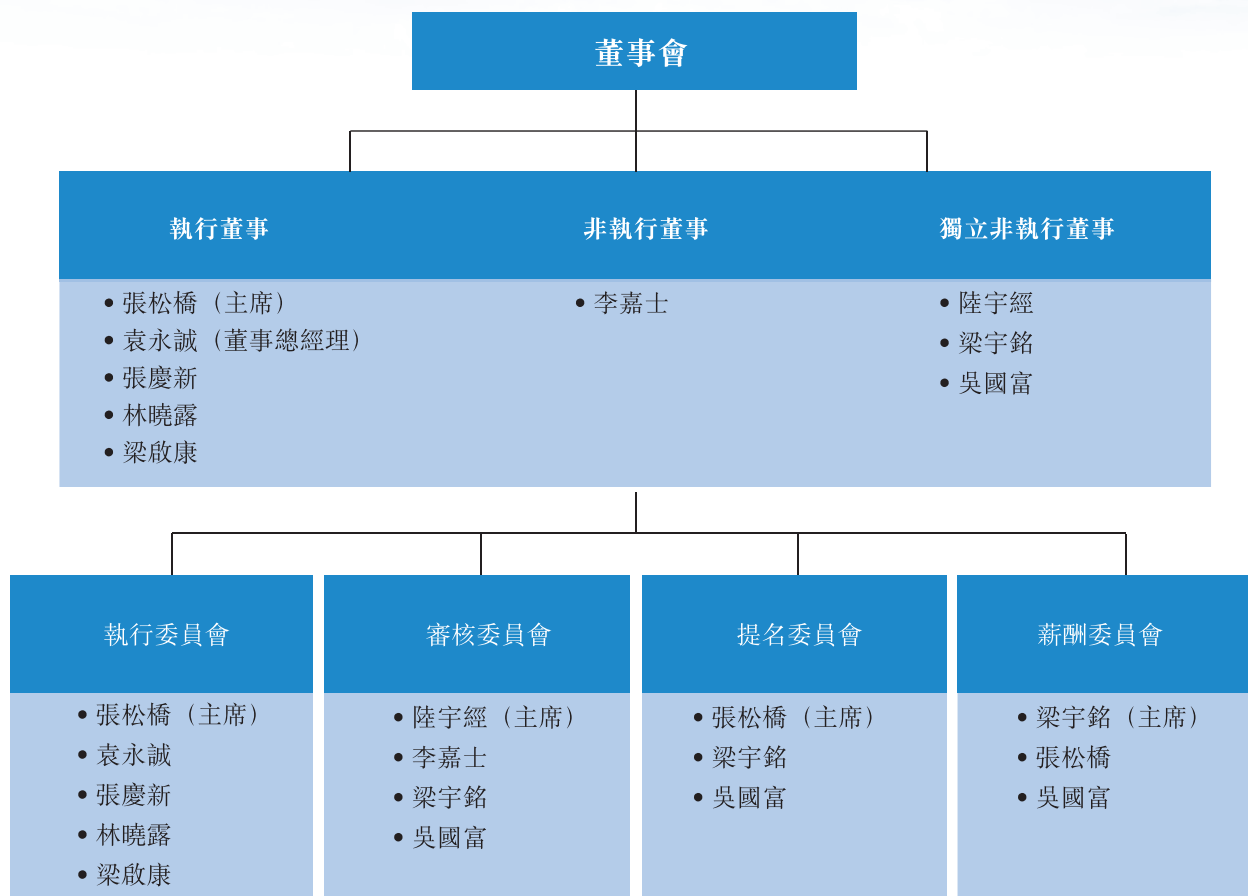 董事會
執行董事
• 張松橋（主席）
• 袁永誠（董事總經理）
• 張慶新
• 林曉露
• 梁啟康
非執行董事
• 李嘉士
獨立非執行董事
• 陸宇經
• 梁宇銘
• 吳國富
執行委員會
• 張松橋（主席）
• 袁永誠
• 張慶新
• 林曉露
• 梁啟康
審核委員會
• 陸宇經（主席）
• 李嘉士
• 梁宇銘
• 吳國富
提名委員會
• 張松橋（主席）
• 梁宇銘
• 吳國富
薪酬委員會
• 梁宇銘（主席）
• 張松橋
• 吳國富